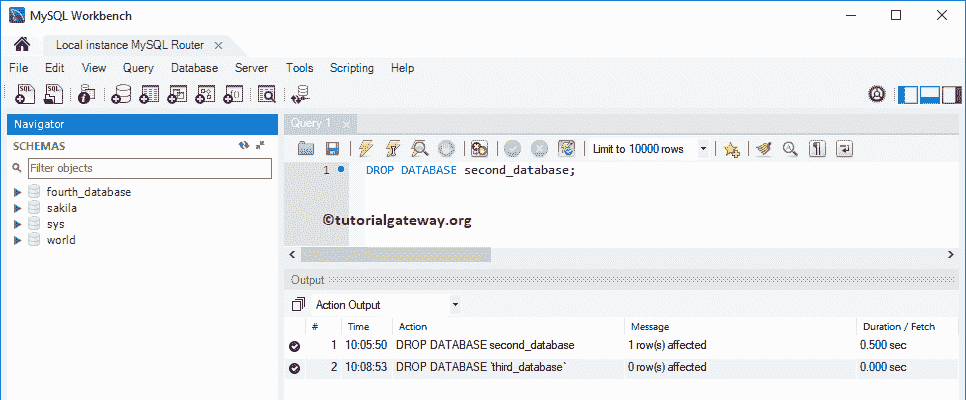 MySQL Workbench
Local instance MySQL Router
File Edit View Query Database Server Tools Scripting Help
Navigator
Query 1
SCHEMAS
Limit to 10000 rows
Filter objects
1 DROP DATABASE second_database;
fourth_database
sakila
sys
world
©tutorialgateway.org
Output
Action Output
# Time Action Message Duration / Fetch
1 10:05:50 DROP DATABASE second_database 1 row(s) affected 0.500 sec
2 10:08:53 DROP DATABASE `third_database` 0 row(s) affected 0.000 sec